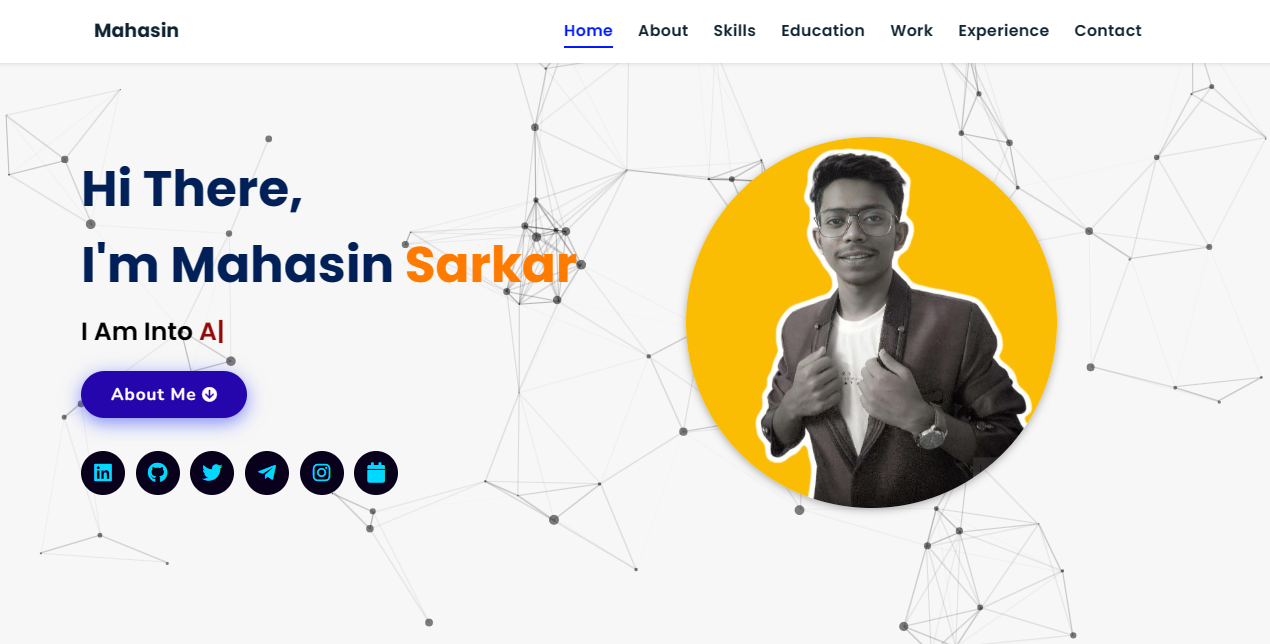 Mahasin
Home About Skills Education Work Experience Contact
Hi There,
I'm Mahasin Sarkar
I Am Into A|
About Me